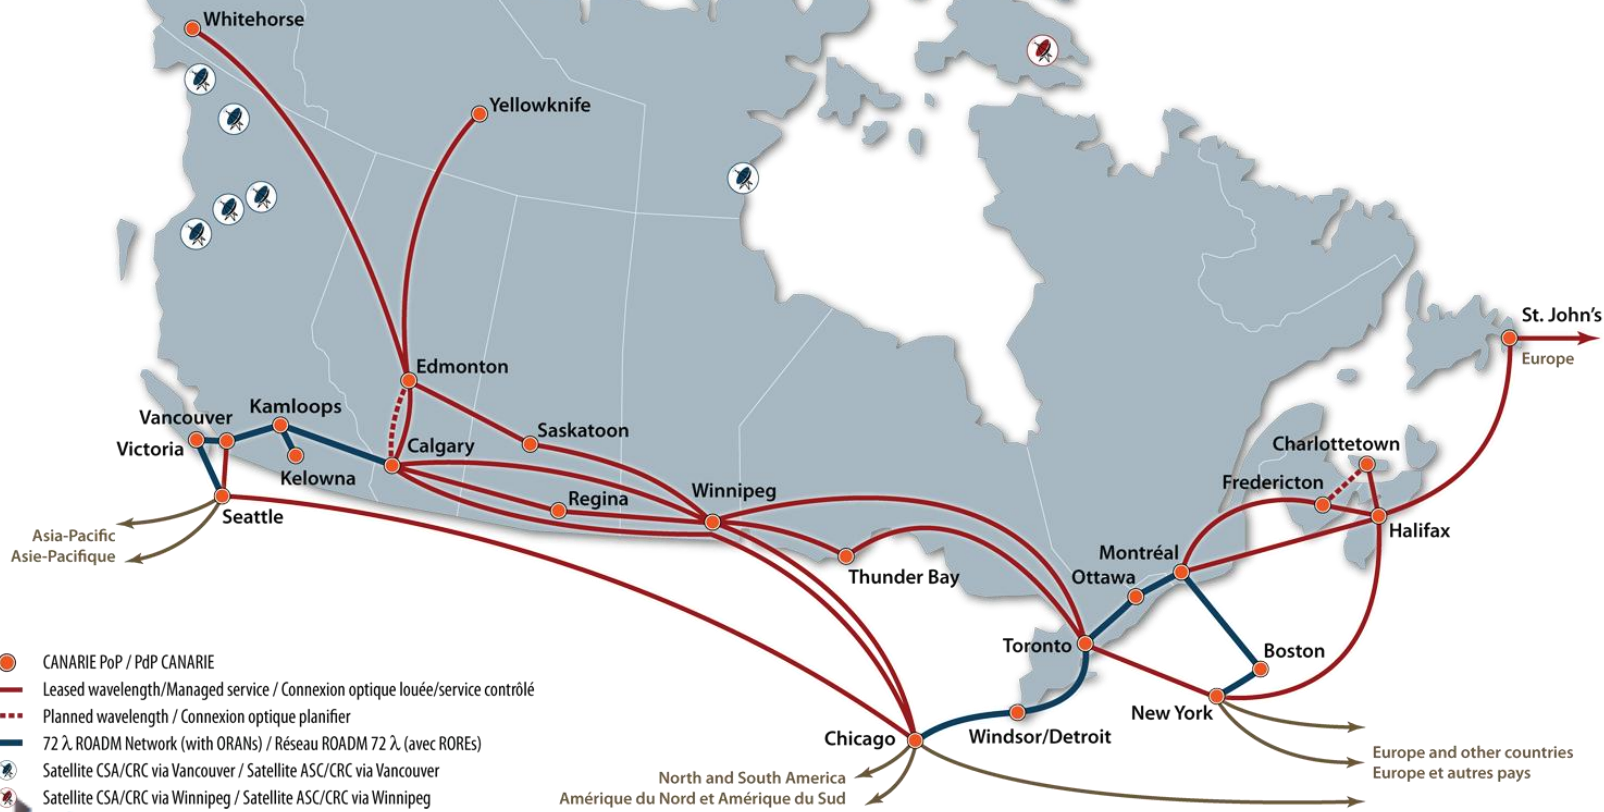 Whitehorse
Yellowknife
St. John's
Europe
Edmonton
Kamloops
Vancouver
Victoria
Saskatoon
Calgary
Kelowna
Charlottetown
Fredericton
Regina
Winnipeg
Seattle
Halifax
Asia-Pacific
Asie-Pacifique
Montréal
Ottawa
Thunder Bay
Toronto
Boston
New York
Windsor/Detroit
Chicago
Europe and other countries
Europe et autres pays
North and South America
Amérique du Nord et Amérique du Sud
CANARIE PoP / PdP CANARIE
Leased wavelength/Managed service / Connexion optique louée/service contrôlé
Planned wavelength / Connexion optique planifier
72 λ ROADM Network (with ORANs) / Réseau ROADM 72 λ (avec ROREs)
Satellite CSA/CRC via Vancouver / Satellite ASC/CRC via Vancouver
Satellite CSA/CRC via Winnipeg / Satellite ASC/CRC via Winnipeg